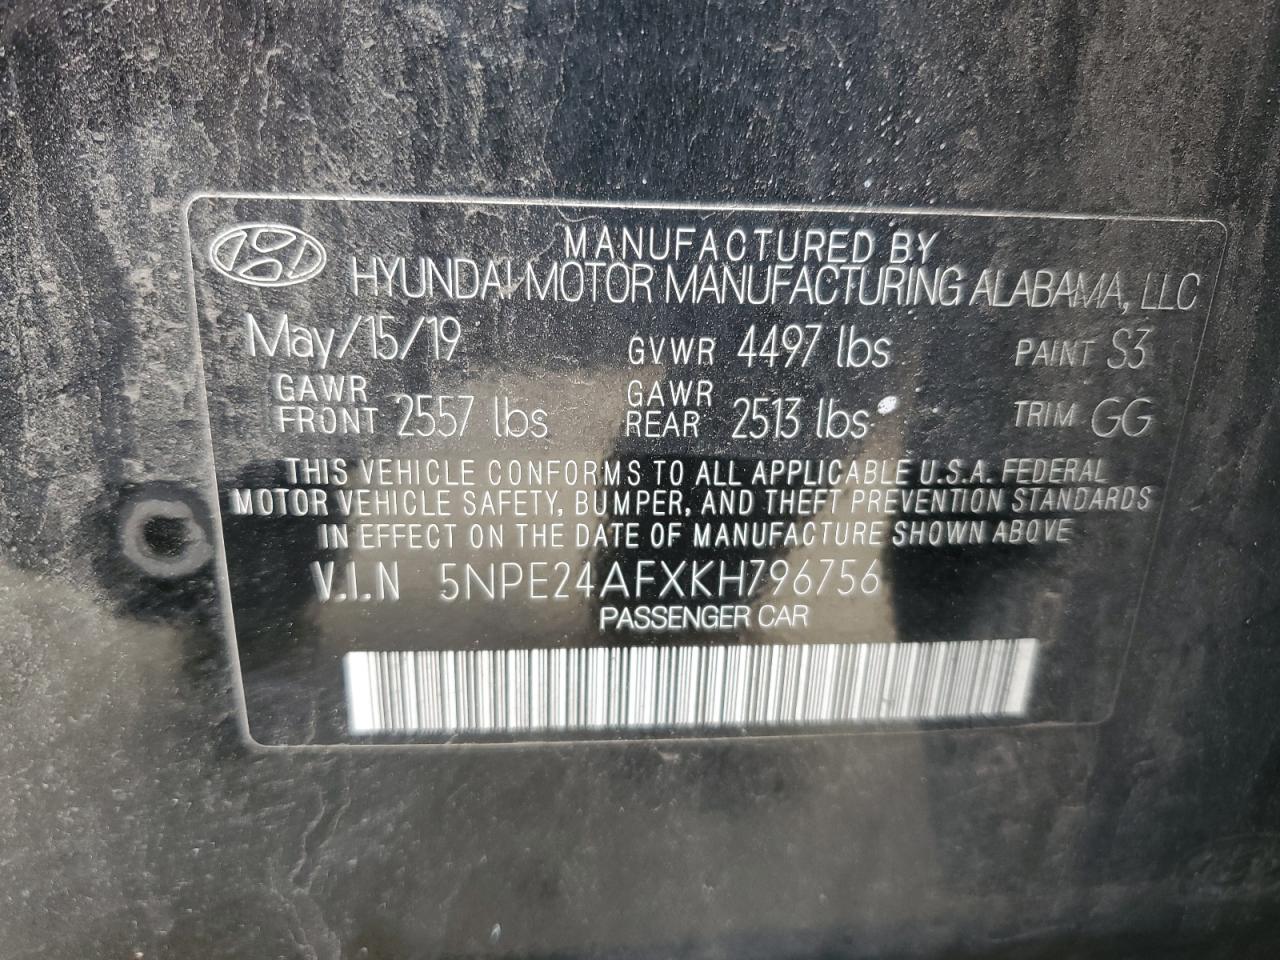 MANUFACTURED BY
HYUNDAI MOTOR MANUFACTURING ALABAMA, LLC
May/15/19 GVWR 4497 lbs PAINT S3
GAWR FRONT 2557 lbs GAWR REAR 2513 lbs TRIM GG
THIS VEHICLE CONFORMS TO ALL APPLICABLE U.S.A. FEDERAL
MOTOR VEHICLE SAFETY, BUMPER, AND THEFT PREVENTION STANDARDS
IN EFFECT ON THE DATE OF MANUFACTURE SHOWN ABOVE
V.I.N 5NPE24AFXKH796756
PASSENGER CAR